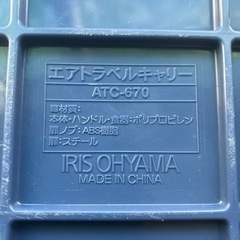 エアトラベルキャリー
ATC-670
■材質:
本体・ハンドル・食器:ポリプロピレン
扉ノブ:ABS樹脂
扉:スチール
IRIS OHYAMA
MADE IN CHINA